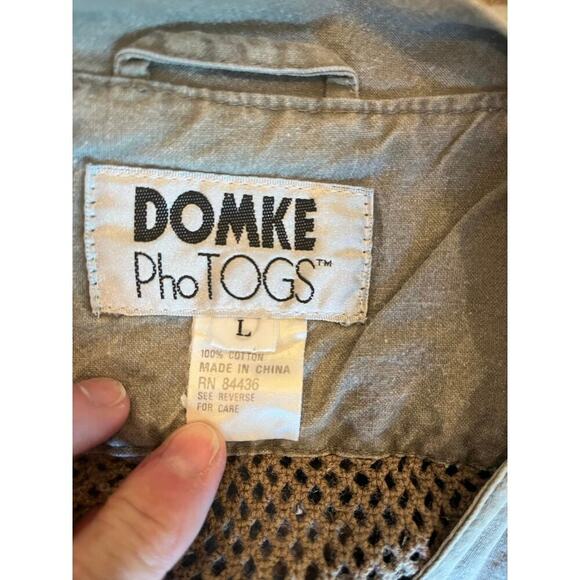 DOMKE
PhoTOGS™
L
100% COTTON
MADE IN CHINA
RN 84436
SEE REVERSE
FOR CARE